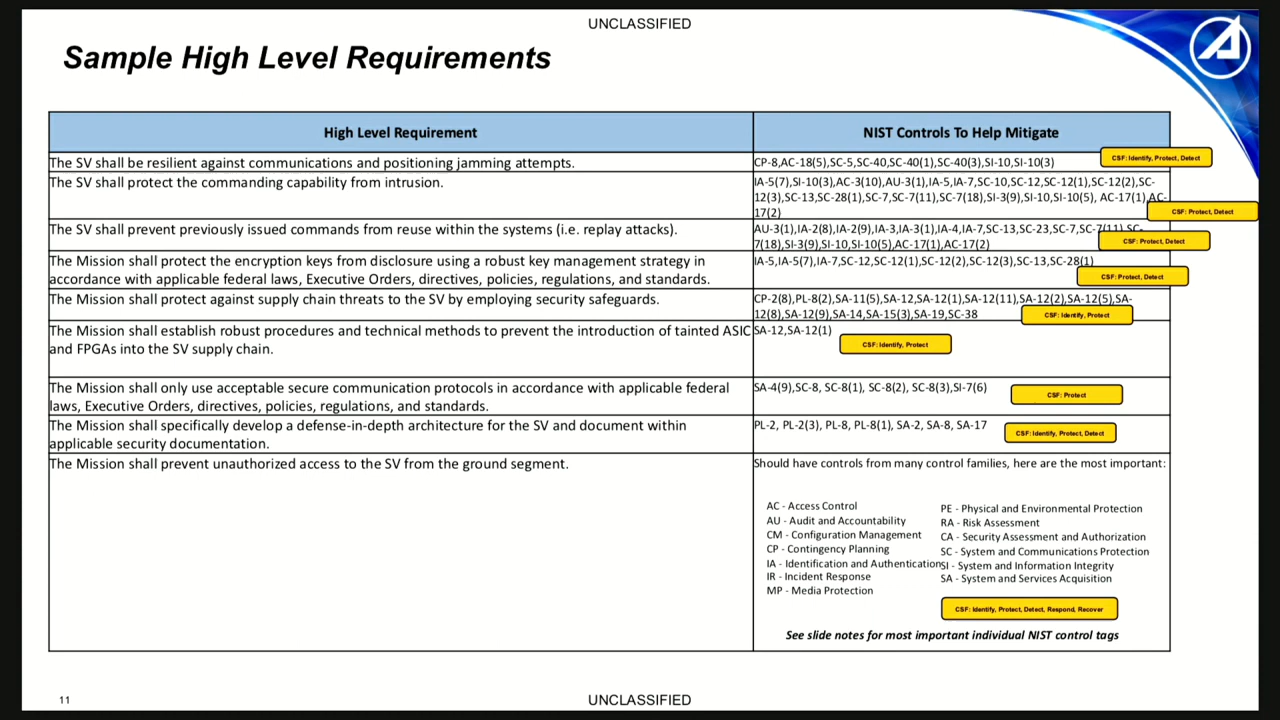 UNCLASSIFIED
Sample High Level Requirements
High Level Requirement
NIST Controls To Help Mitigate
The SV shall be resilient against communications and positioning jamming attempts.
CP-8,AC-18(5),SC-5,SC-40,SC-40(1),SC-40(3),SI-10,SI-10(3)
CSF: Identify, Protect, Detect
The SV shall protect the commanding capability from intrusion.
IA-5(7),SI-10(3),AC-3(10),AU-3(1),IA-5,IA-7,SC-10,SC-12,SC-12(1),SC-12(2),SC-
12(3),SC-13,SC-28(1),SC-7,SC-7(11),SC-7(18),SI-3(9),SI-10,SI-10(5), AC-17(1),AC-
17(2)
CSF: Protect, Detect
The SV shall prevent previously issued commands from reuse within the systems (i.e. replay attacks).
AU-3(1),IA-2(8),IA-2(9),IA-3,IA-3(1),IA-4,IA-7,SC-13,SC-23,SC-7,SC-7(11),SC-
7(18),SI-3(9),SI-10,SI-10(5),AC-17(1),AC-17(2)
CSF: Protect, Detect
The Mission shall protect the encryption keys from disclosure using a robust key management strategy in
accordance with applicable federal laws, Executive Orders, directives, policies, regulations, and standards.
IA-5,IA-5(7),IA-7,SC-12,SC-12(1),SC-12(2),SC-12(3),SC-13,SC-28(1)
CSF: Protect, Detect
The Mission shall protect against supply chain threats to the SV by employing security safeguards.
CP-2(8),PL-8(2),SA-11(5),SA-12,SA-12(1),SA-12(11),SA-12(2),SA-12(5),SA-
12(8),SA-12(9),SA-14,SA-15(3),SA-19,SC-38
CSF: Identify, Protect
The Mission shall establish robust procedures and technical methods to prevent the introduction of tainted ASIC
and FPGAs into the SV supply chain.
SA-12,SA-12(1)
CSF: Identify, Protect
The Mission shall only use acceptable secure communication protocols in accordance with applicable federal
laws, Executive Orders, directives, policies, regulations, and standards.
SA-4(9),SC-8, SC-8(1), SC-8(2), SC-8(3),SI-7(6)
CSF: Protect
The Mission shall specifically develop a defense-in-depth architecture for the SV and document within
applicable security documentation.
PL-2, PL-2(3), PL-8, PL-8(1), SA-2, SA-8, SA-17
CSF: Identify, Protect, Detect
The Mission shall prevent unauthorized access to the SV from the ground segment.
Should have controls from many control families, here are the most important:
AC - Access Control
AU - Audit and Accountability
CM - Configuration Management
CP - Contingency Planning
IA - Identification and Authentication
IR - Incident Response
MP - Media Protection
PE - Physical and Environmental Protection
RA - Risk Assessment
CA - Security Assessment and Authorization
SC - System and Communications Protection
SI - System and Information Integrity
SA - System and Services Acquisition
CSF: Identify, Protect, Detect, Respond, Recover
See slide notes for most important individual NIST control tags
11
UNCLASSIFIED